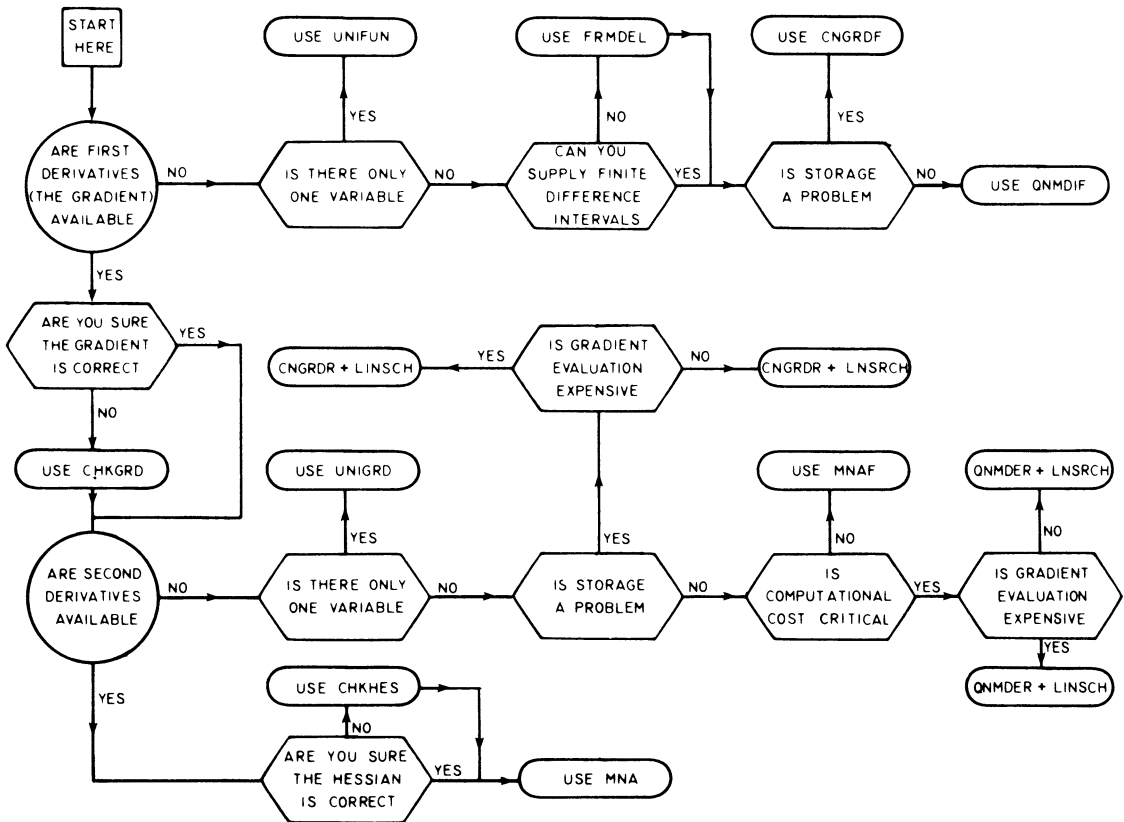 START
HERE
USE UNIFUN
USE FRMDEL
USE CNGRDF
YES
NO
YES
ARE FIRST
DERIVATIVES
(THE GRADIENT)
AVAILABLE
NO
IS THERE ONLY
ONE VARIABLE
NO
CAN YOU
SUPPLY FINITE
DIFFERENCE
INTERVALS
YES
IS STORAGE
A PROBLEM
NO
USE QNMDIF
YES
ARE YOU SURE
THE GRADIENT
IS CORRECT
YES
NO
USE CHKGRD
CNGRDR + LINSCH
YES
IS GRADIENT
EVALUATION
EXPENSIVE
NO
CNGRDR + LNSRCH
USE UNIGRD
USE MNAF
QNMDER + LNSRCH
YES
YES
NO
NO
ARE SECOND
DERIVATIVES
AVAILABLE
NO
IS THERE ONLY
ONE VARIABLE
NO
IS STORAGE
A PROBLEM
NO
IS
COMPUTATIONAL
COST CRITICAL
YES
IS GRADIENT
EVALUATION
EXPENSIVE
YES
QNMDER + LINSCH
YES
USE CHKHES
NO
ARE YOU SURE
THE HESSIAN
IS CORRECT
YES
USE MNA